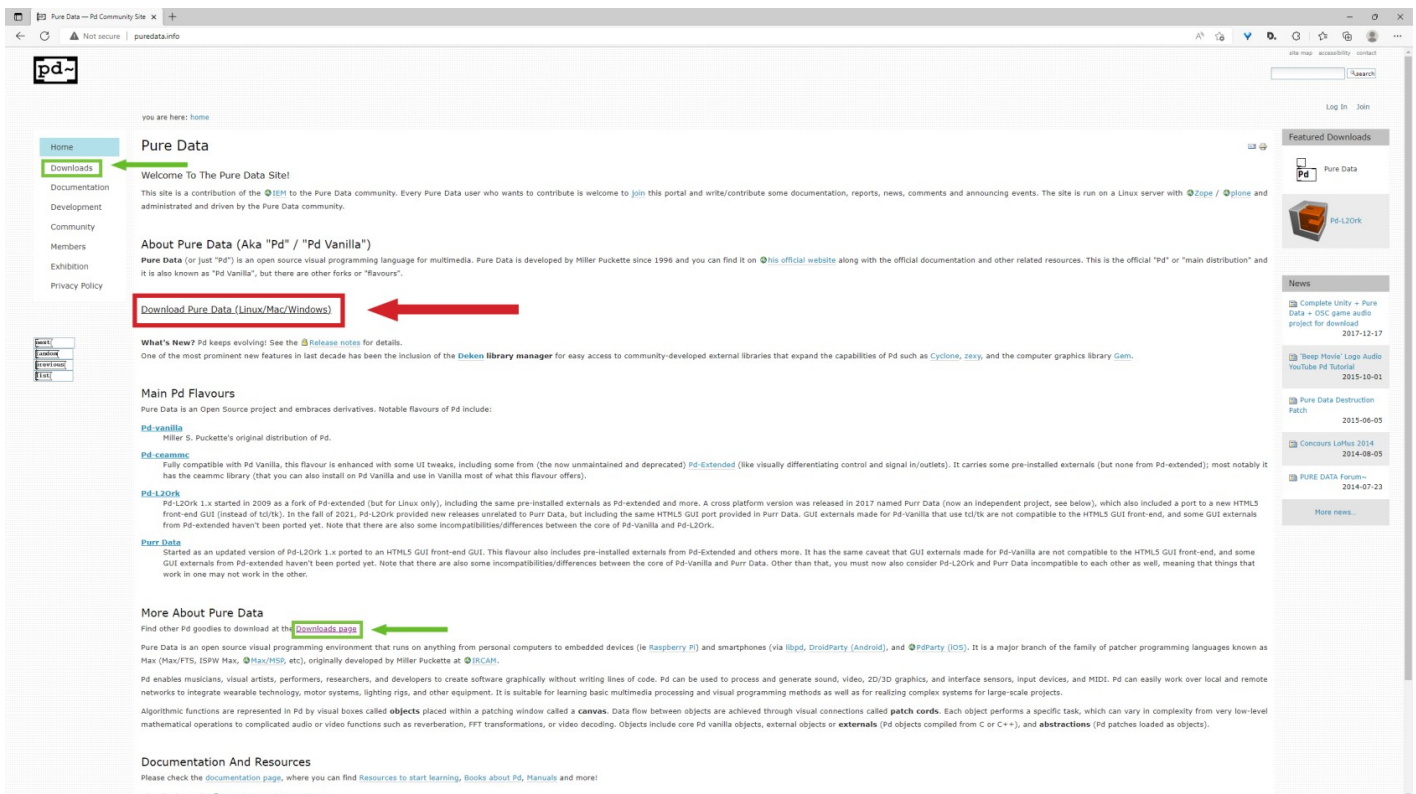 Pure Data — Pd Community Site
Not secure | puredata.info
site map accessibility contact
pd~
search
Log In Join
you are here: home
Home
Downloads
Documentation
Development
Community
Members
Exhibition
Privacy Policy
next
random
previous
list
Pure Data
Welcome To The Pure Data Site!
This site is a contribution of the IEM to the Pure Data community. Every Pure Data user who wants to contribute is welcome to join this portal and write/contribute some documentation, reports, news, comments and announcing events. The site is run on a Linux server with Zope / plone and
administrated and driven by the Pure Data community.
About Pure Data (Aka "Pd" / "Pd Vanilla")
Pure Data (or just "Pd") is an open source visual programming language for multimedia. Pure Data is developed by Miller Puckette since 1996 and you can find it on his official website along with the official documentation and other related resources. This is the official "Pd" or "main distribution" and
it is also known as "Pd Vanilla", but there are other forks or "flavours".
Download Pure Data (Linux/Mac/Windows)
What's New? Pd keeps evolving! See the Release notes for details.
One of the most prominent new features in last decade has been the inclusion of the Deken library manager for easy access to community-developed external libraries that expand the capabilities of Pd such as Cyclone, zexy, and the computer graphics library Gem.
Main Pd Flavours
Pure Data is an Open Source project and embraces derivatives. Notable flavours of Pd include:
Pd-vanilla
Miller S. Puckette's original distribution of Pd.
Pd-ceammc
Fully compatible with Pd Vanilla, this flavour is enhanced with some UI tweaks, including some from (the now unmaintained and deprecated) Pd-Extended (like visually differentiating control and signal in/outlets). It carries some pre-installed externals (but none from Pd-extended); most notably it
has the ceammc library (that you can also install on Pd Vanilla and use in Vanilla most of what this flavour offers).
Pd-L2Ork
Pd-L2Ork 1.x started in 2009 as a fork of Pd-extended (but for Linux only), including the same pre-installed externals as Pd-extended and more. A cross platform version was released in 2017 named Purr Data (now an independent project, see below), which also included a port to a new HTML5
front-end GUI (instead of tcl/tk). In the fall of 2021, Pd-L2Ork provided new releases unrelated to Purr Data, but including the same HTML5 GUI port provided in Purr Data. GUI externals made for Pd-Vanilla that use tcl/tk are not compatible to the HTML5 GUI front-end, and some GUI externals
from Pd-extended haven't been ported yet. Note that there are also some incompatibilities/differences between the core of Pd-Vanilla and Pd-L2Ork.
Purr Data
Started as an updated version of Pd-L2Ork 1.x ported to an HTML5 GUI front-end GUI. This flavour also includes pre-installed externals from Pd-Extended and others more. It has the same caveat that GUI externals made for Pd-Vanilla are not compatible to the HTML5 GUI front-end, and some
GUI externals from Pd-extended haven't been ported yet. Note that there are also some incompatibilities/differences between the core of Pd-Vanilla and Purr Data. Other than that, you must now also consider Pd-L2Ork and Purr Data incompatible to each other as well, meaning that things that
work in one may not work in the other.
More About Pure Data
Find other Pd goodies to download at the Downloads page
Pure Data is an open source visual programming environment that runs on anything from personal computers to embedded devices (ie Raspberry Pi) and smartphones (via libpd, DroidParty (Android), and PdParty (iOS). It is a major branch of the family of patcher programming languages known as
Max (Max/FTS, ISPW Max, Max/MSP, etc), originally developed by Miller Puckette at IRCAM.
Pd enables musicians, visual artists, performers, researchers, and developers to create software graphically without writing lines of code. Pd can be used to process and generate sound, video, 2D/3D graphics, and interface sensors, input devices, and MIDI. Pd can easily work over local and remote
networks to integrate wearable technology, motor systems, lighting rigs, and other equipment. It is suitable for learning basic multimedia processing and visual programming methods as well as for realizing complex systems for large-scale projects.
Algorithmic functions are represented in Pd by visual boxes called objects placed within a patching window called a canvas. Data flow between objects are achieved through visual connections called patch cords. Each object performs a specific task, which can vary in complexity from very low-level
mathematical operations to complicated audio or video functions such as reverberation, FFT transformations, or video decoding. Objects include core Pd vanilla objects, external objects or externals (Pd objects compiled from C or C++), and abstractions (Pd patches loaded as objects).
Documentation And Resources
Please check the documentation page, where you can find Resources to start learning, Books about Pd, Manuals and more!
Featured Downloads
Pd
Pure Data
Pd-L2Ork
News
Complete Unity + Pure
Data + OSC game audio
project for download
2017-12-17
'Beep Movie' Logo Audio
YouTube Pd Tutorial
2015-10-01
Pure Data Destruction
Patch
2015-06-05
Concours LoMus 2014
2014-08-05
PURE DATA Forum~
2014-07-23
More news...